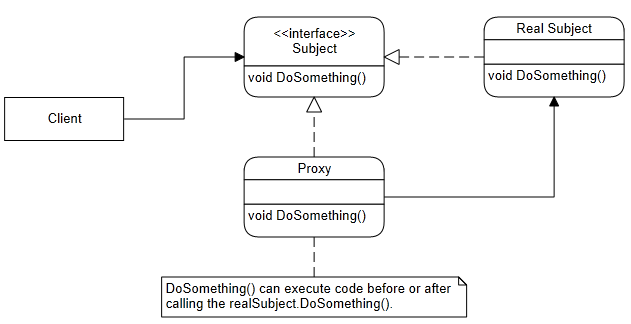 <<interface>>
Subject
void DoSomething()
Real Subject
void DoSomething()
Client
Proxy
void DoSomething()
DoSomething() can execute code before or after
calling the realSubject.DoSomething().